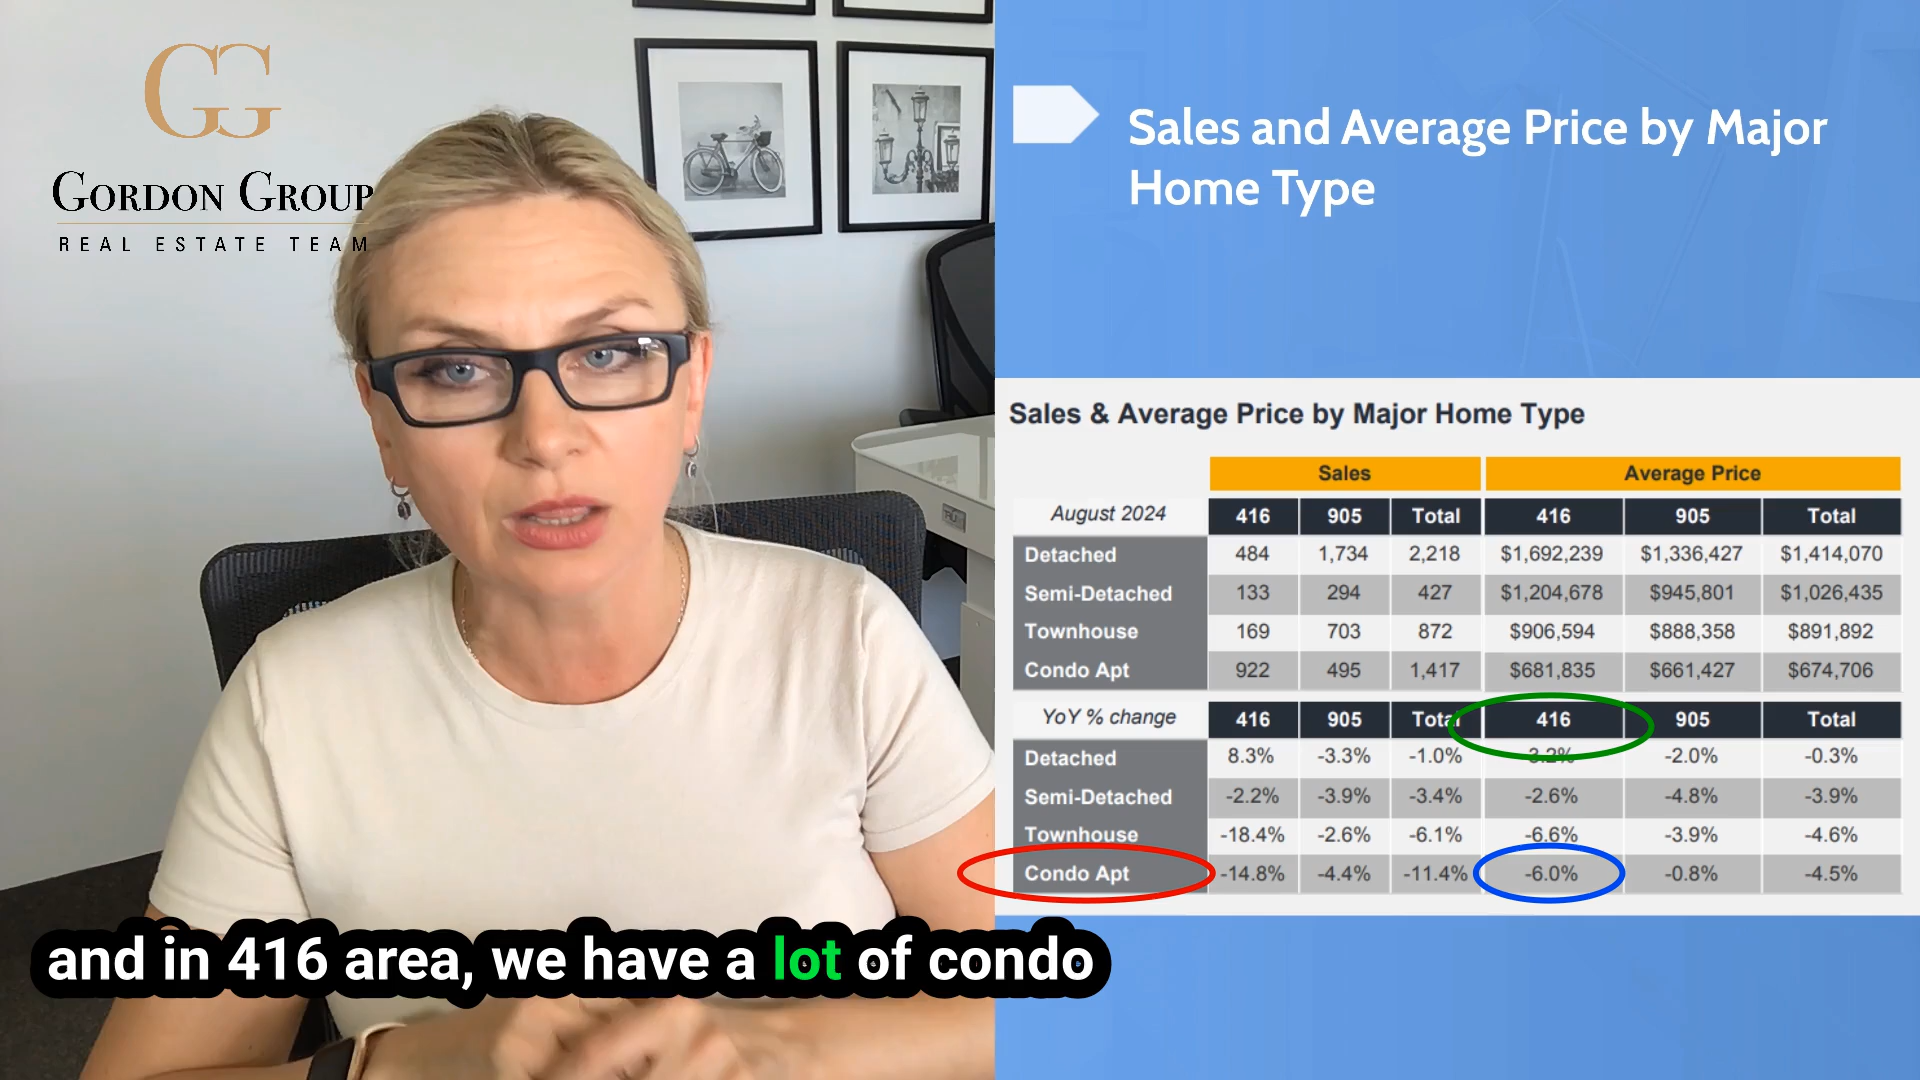 GG
GORDON GROUP
REAL ESTATE TEAM
Sales and Average Price by Major
Home Type
Sales & Average Price by Major Home Type
Sales Average Price
August 2024 416 905 Total 416 905 Total
Detached 484 1,734 2,218 $1,692,239 $1,336,427 $1,414,070
Semi-Detached 133 294 427 $1,204,678 $945,801 $1,026,435
Townhouse 169 703 872 $906,594 $888,358 $891,892
Condo Apt 922 495 1,417 $681,835 $661,427 $674,706
YoY % change 416 905 Total 416 905 Total
Detached 8.3% -3.3% -1.0% -2.0% -0.3%
Semi-Detached -2.2% -3.9% -3.4% -2.6% -4.8% -3.9%
Townhouse -18.4% -2.6% -6.1% -6.6% -3.9% -4.6%
Condo Apt -14.8% -4.4% -11.4% -6.0% -0.8% -4.5%
and in 416 area, we have a lot of condo